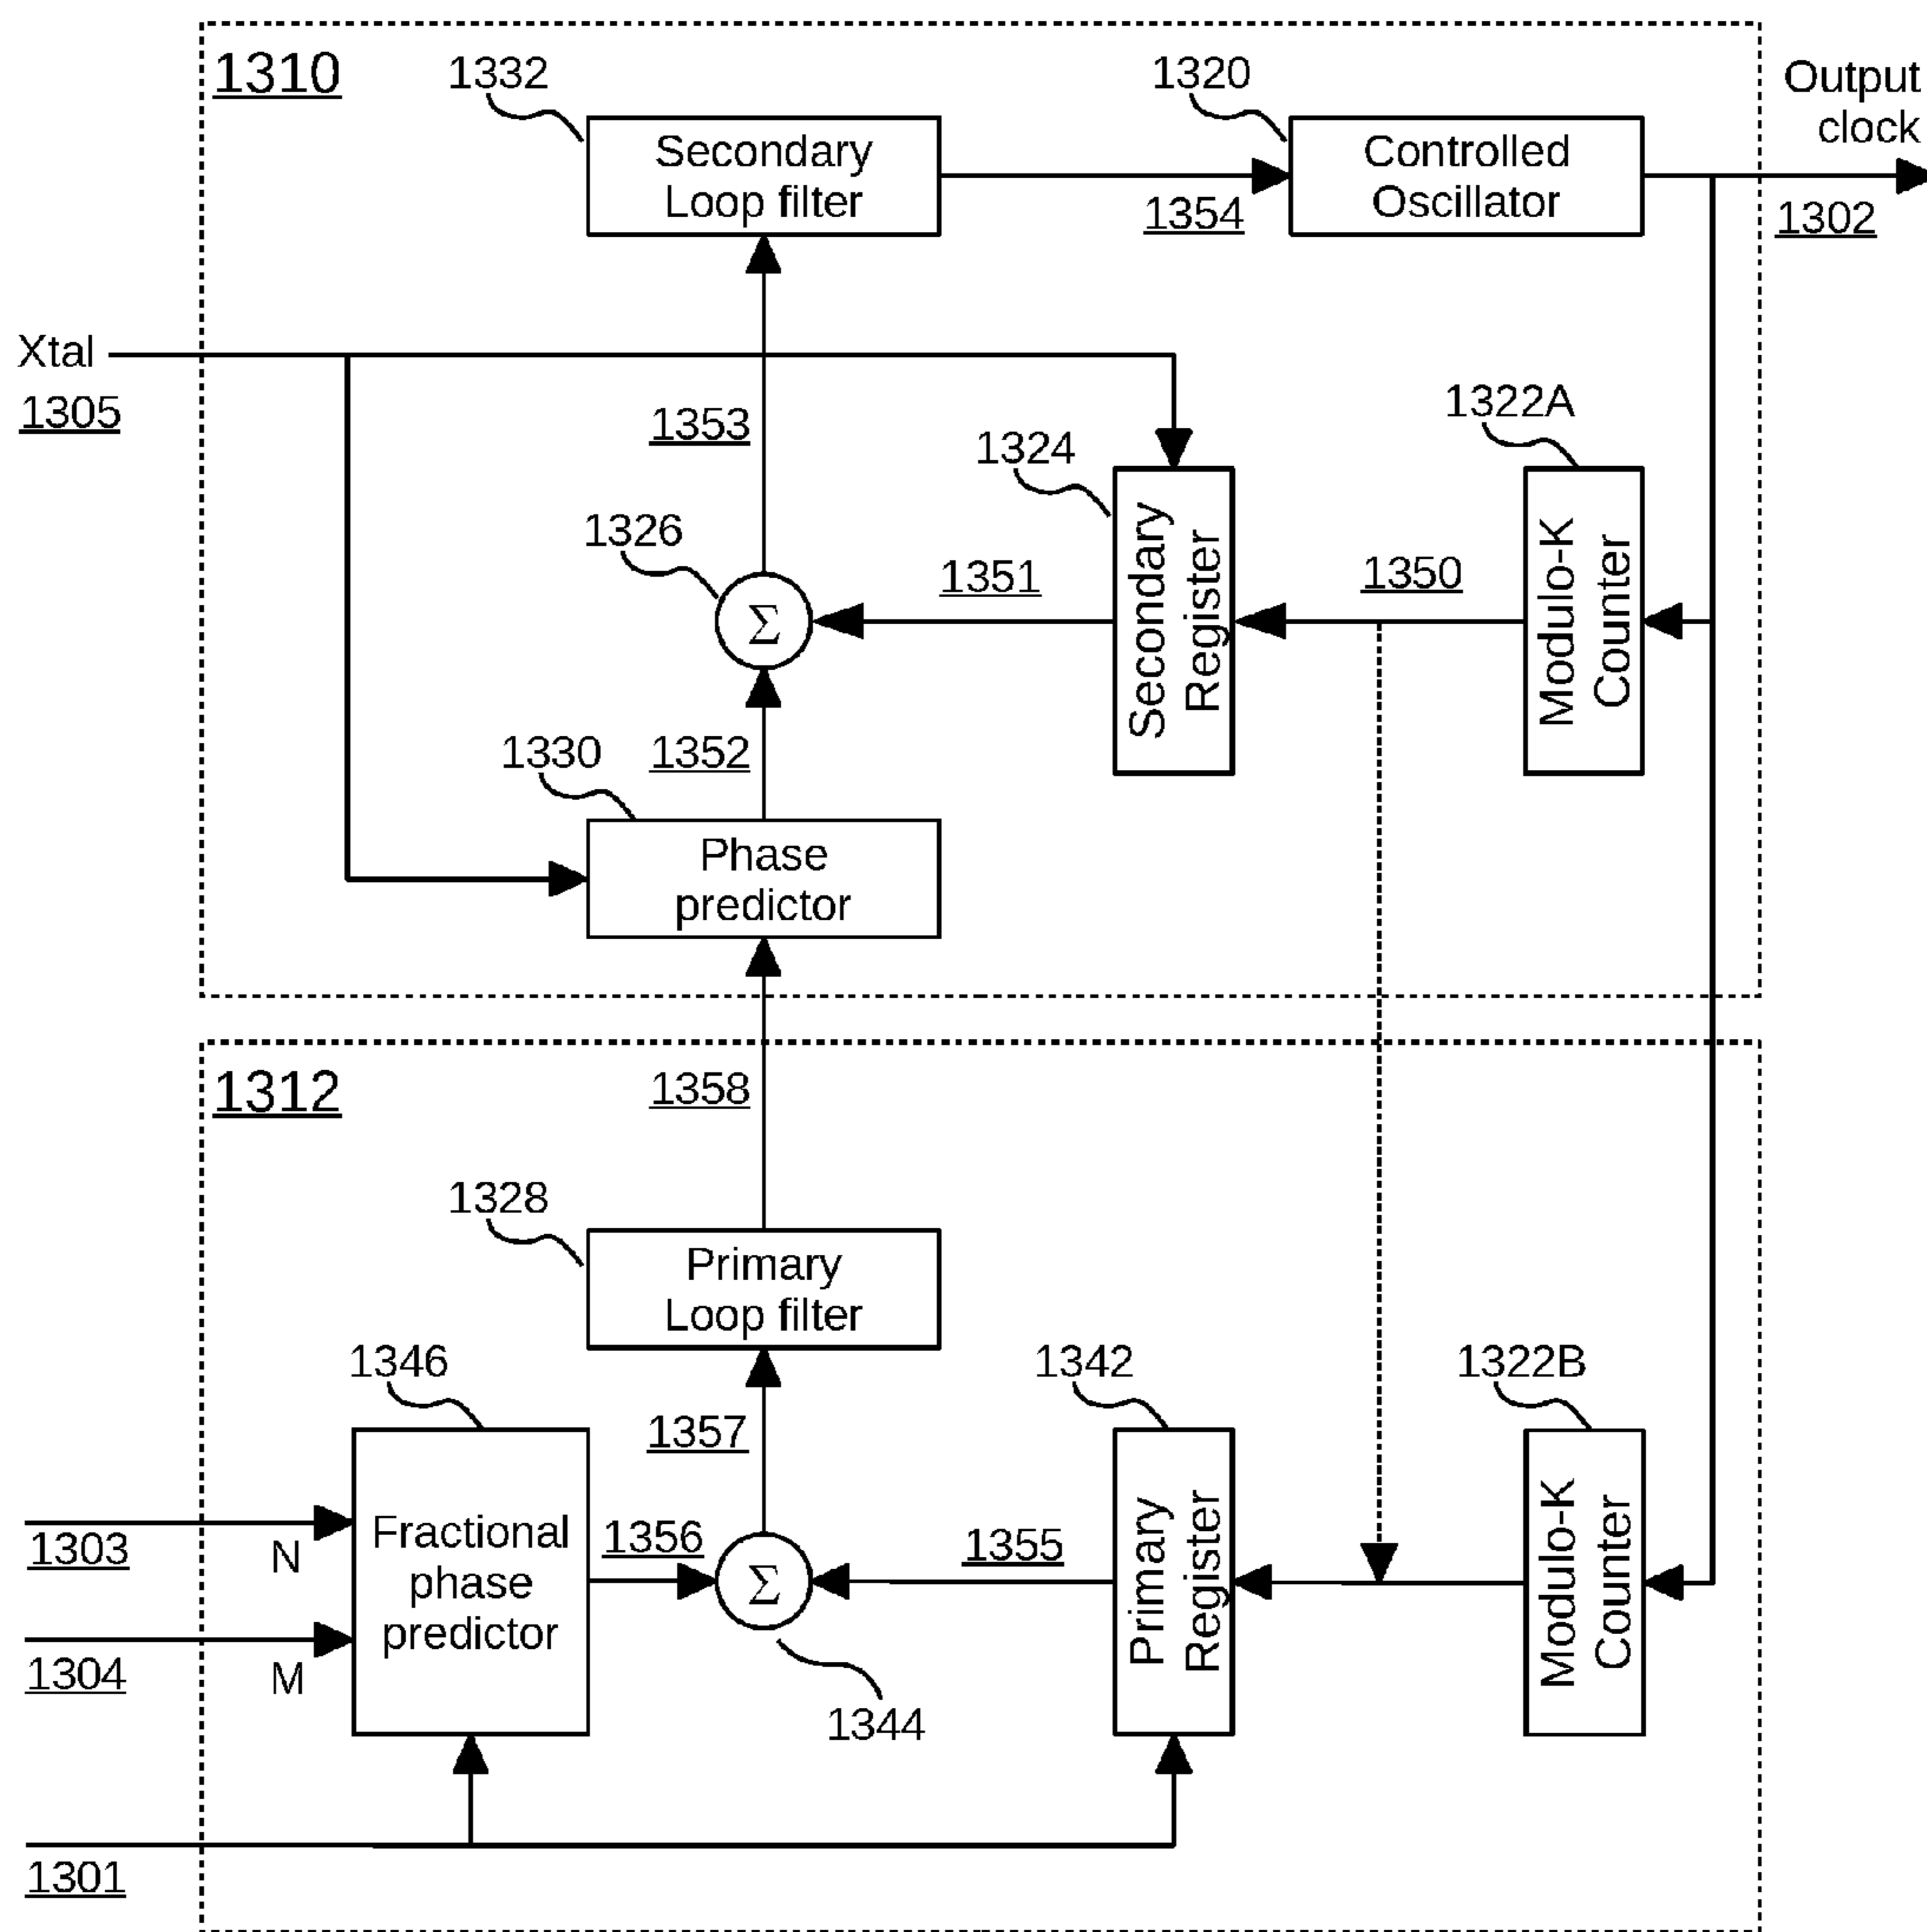 1310
1332
1320
Output
clock
Secondary
Loop filter
Controlled
Oscillator
1354
1302
Xtal
1305
1353
1322A
1324
1326
Secondary
Register
Modulo-K
Counter
1351
1350
Σ
1330
1352
Phase
predictor
1312
1358
1328
Primary
Loop filter
1346
1342
1322B
1357
Fractional
phase
predictor
1356
Σ
1355
Primary
Register
Modulo-K
Counter
1303
N
1304
M
1344
1301